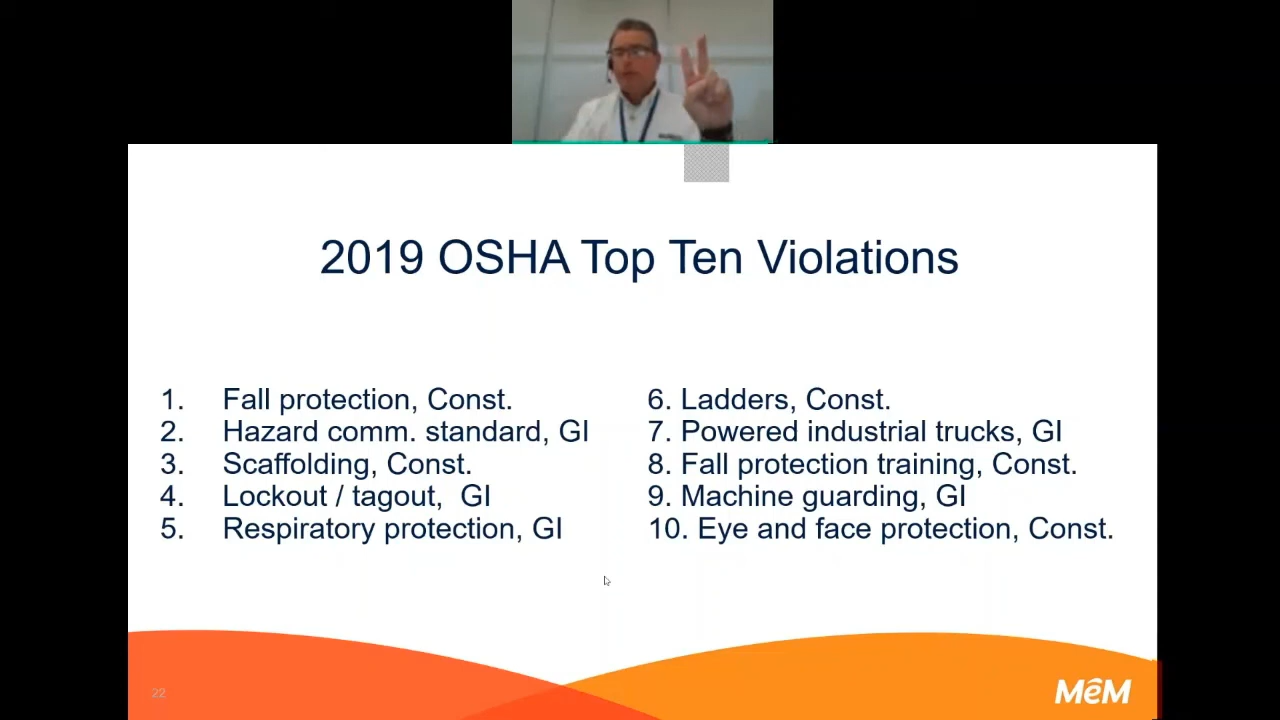 2019 OSHA Top Ten Violations
1. Fall protection, Const.
2. Hazard comm. standard, GI
3. Scaffolding, Const.
4. Lockout / tagout, GI
5. Respiratory protection, GI
6. Ladders, Const.
7. Powered industrial trucks, GI
8. Fall protection training, Const.
9. Machine guarding, GI
10. Eye and face protection, Const.
22
MêM